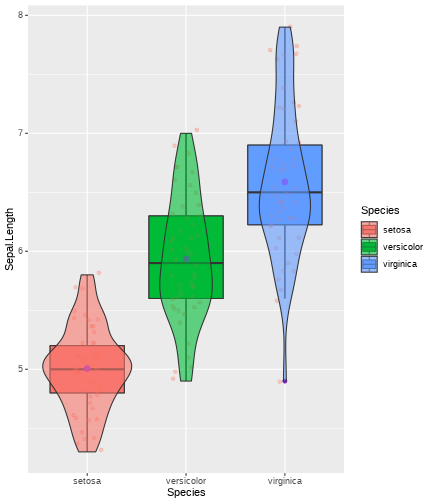 8
7
6
5
Sepal.Length
setosa
versicolor
virginica
Species
Species
setosa
versicolor
virginica